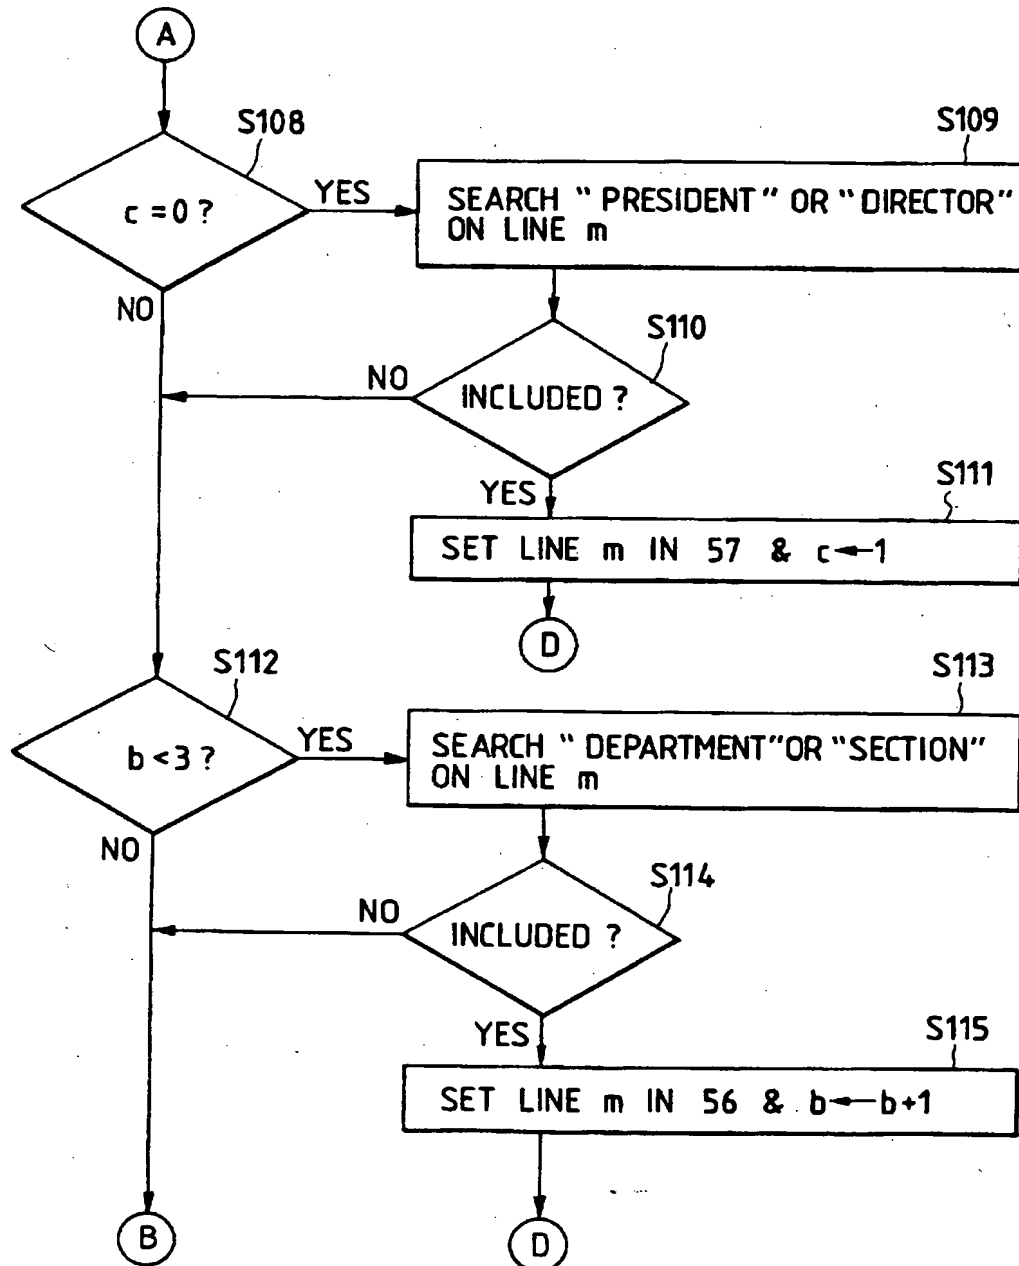 A
S108
c=0?
YES
NO
S109
SEARCH "PRESIDENT" OR "DIRECTOR"
ON LINE m
S110
INCLUDED?
NO
YES
S111
SET LINE m IN 57 & c←1
D
S112
b<3?
YES
NO
S113
SEARCH "DEPARTMENT" OR "SECTION"
ON LINE m
S114
INCLUDED?
NO
YES
S115
SET LINE m IN 56 & b←b+1
B
D